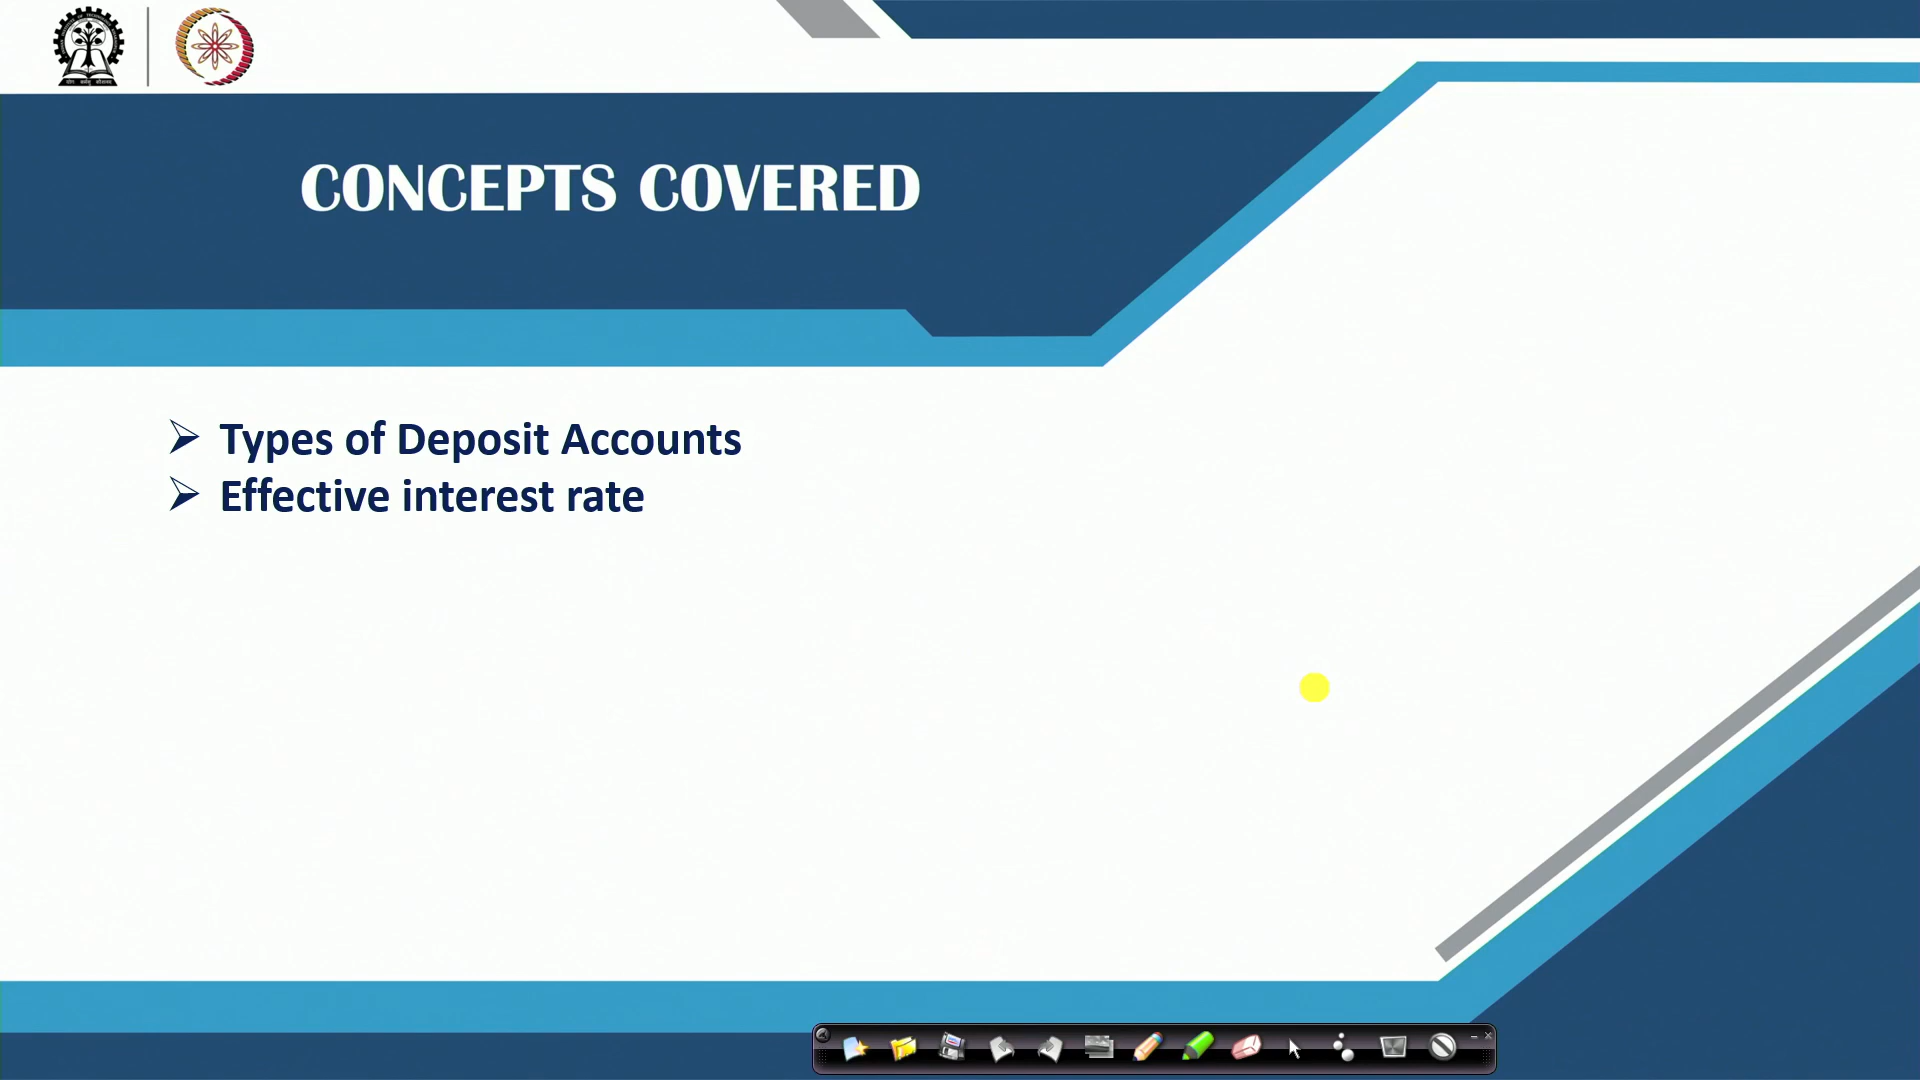 CONCEPTS COVERED
Types of Deposit Accounts
Effective interest rate